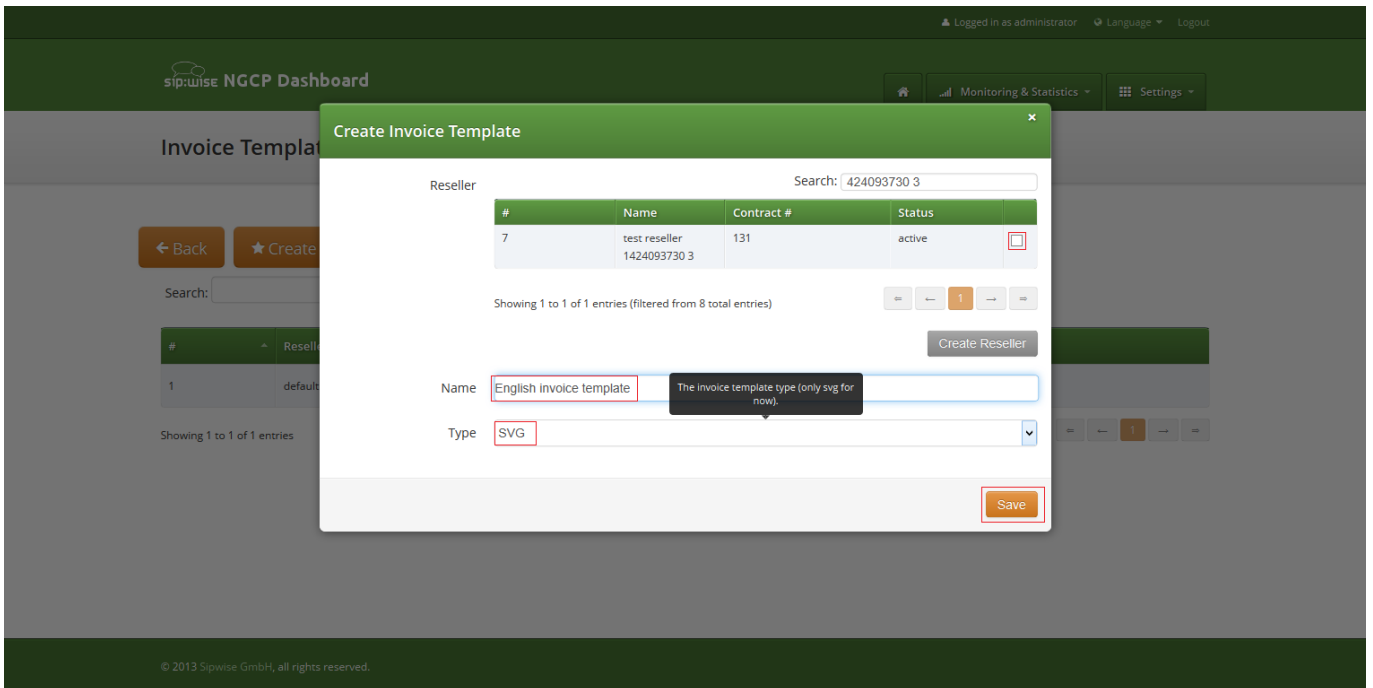 Logged in as administrator Language Logout
sip:wise NGCP Dashboard
Monitoring & Statistics Settings
Create Invoice Template ×
Invoice Templat
Reseller
Search: 424093730 3
# Name Contract # Status
7 test reseller 131 active
1424093730 3
Back Create
Search:
Showing 1 to 1 of 1 entries (filtered from 8 total entries)
⇐ ← 1 → ⇒
# Reselle
Create Reseller
1 default
Name English invoice template
The invoice template type (only svg for
now).
Type SVG
Showing 1 to 1 of 1 entries
⇐ ← 1 → ⇒
Save
© 2013 Sipwise GmbH, all rights reserved.